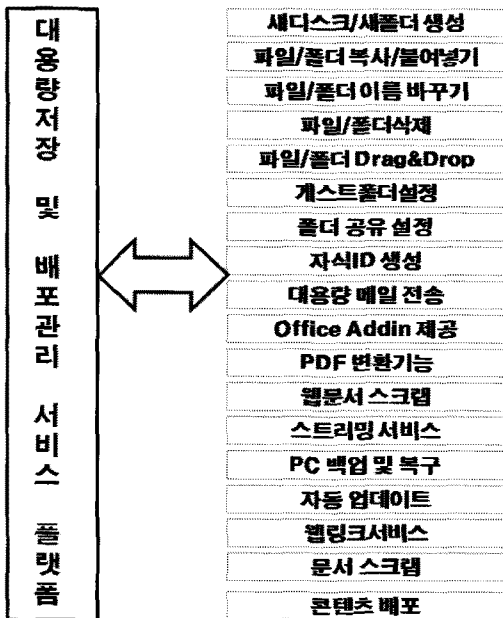 대용량저장 및 배포관리 서비스 플랫폼
새디스크/새폴더 생성
파일/폴더 복사/붙여넣기
파일/폴더 이름 바꾸기
파일/폴더삭제
파일/폴더 Drag&Drop
게스트폴더설정
폴더 공유 설정
자식ID 생성
대용량 메일 전송
Office Addin 제공
PDF 변환기능
웹문서 스크랩
스트리밍 서비스
PC 백업 및 복구
자동 업데이트
웹링크서비스
문서 스크랩
콘텐츠 배포